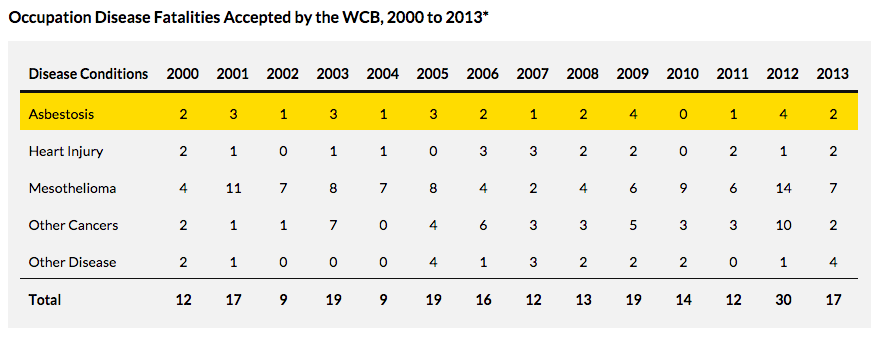 Occupation Disease Fatalities Accepted by the WCB, 2000 to 2013*
Disease Conditions 2000 2001 2002 2003 2004 2005 2006 2007 2008 2009 2010 2011 2012 2013
Asbestosis 2 3 1 3 1 3 2 1 2 4 0 1 4 2
Heart Injury 2 1 0 1 1 0 3 3 2 2 0 2 1 2
Mesothelioma 4 11 7 8 7 8 4 2 4 6 9 6 14 7
Other Cancers 2 1 1 7 0 4 6 3 3 5 3 3 10 2
Other Disease 2 1 0 0 0 4 1 3 2 2 2 0 1 4
Total 12 17 9 19 9 19 16 12 13 19 14 12 30 17